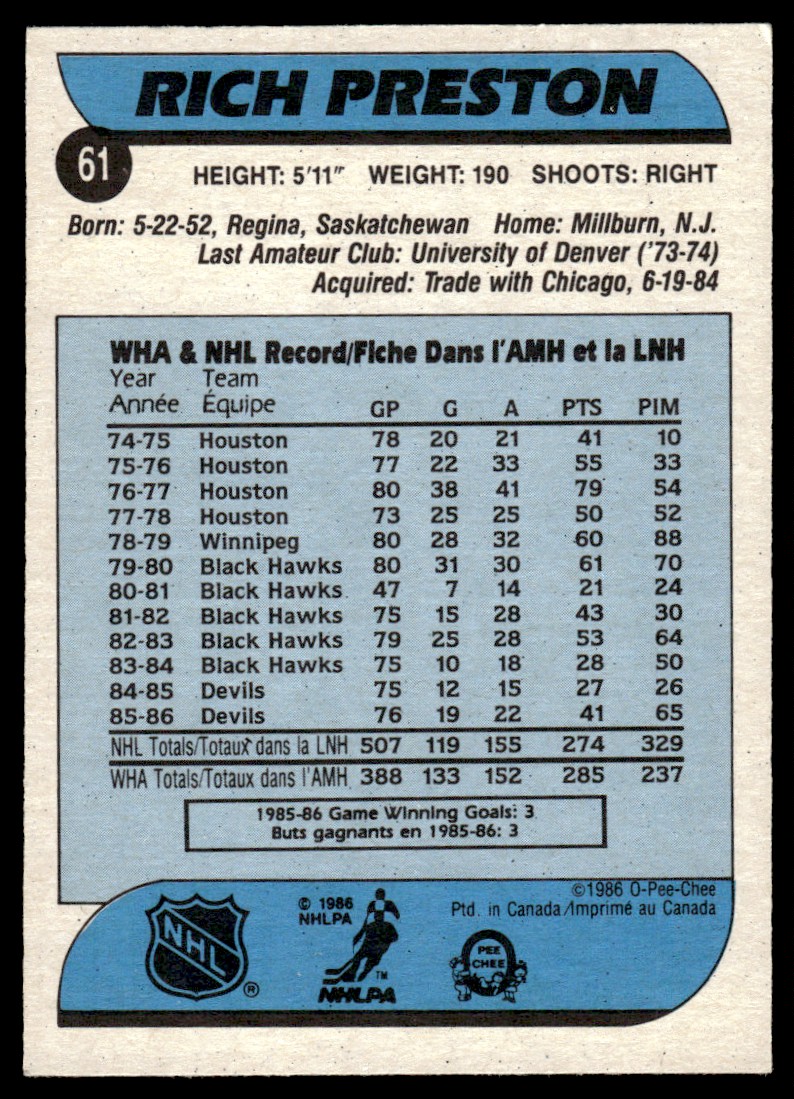 RICH PRESTON
61
HEIGHT: 5'11" WEIGHT: 190 SHOOTS: RIGHT
Born: 5-22-52, Regina, Saskatchewan Home: Millburn, N.J.
Last Amateur Club: University of Denver ('73-74)
Acquired: Trade with Chicago, 6-19-84
WHA & NHL Record/Fiche Dans l'AMH et la LNH
Year Team
Année Équipe GP G A PTS PIM
74-75 Houston 78 20 21 41 10
75-76 Houston 77 22 33 55 33
76-77 Houston 80 38 41 79 54
77-78 Houston 73 25 25 50 52
78-79 Winnipeg 80 28 32 60 88
79-80 Black Hawks 80 31 30 61 70
80-81 Black Hawks 47 7 14 21 24
81-82 Black Hawks 75 15 28 43 30
82-83 Black Hawks 79 25 28 53 64
83-84 Black Hawks 75 10 18 28 50
84-85 Devils 75 12 15 27 26
85-86 Devils 76 19 22 41 65
NHL Totals/Totaux dans la LNH 507 119 155 274 329
WHA Totals/Totaux dans l'AMH 388 133 152 285 237
1985-86 Game Winning Goals: 3
Buts gagnants en 1985-86: 3
©1986 O-Pee-Chee
Ptd. in Canada/Imprimé au Canada
NHL ®
© 1986
NHLPA
TM
NHLPA
PEE
CHEE